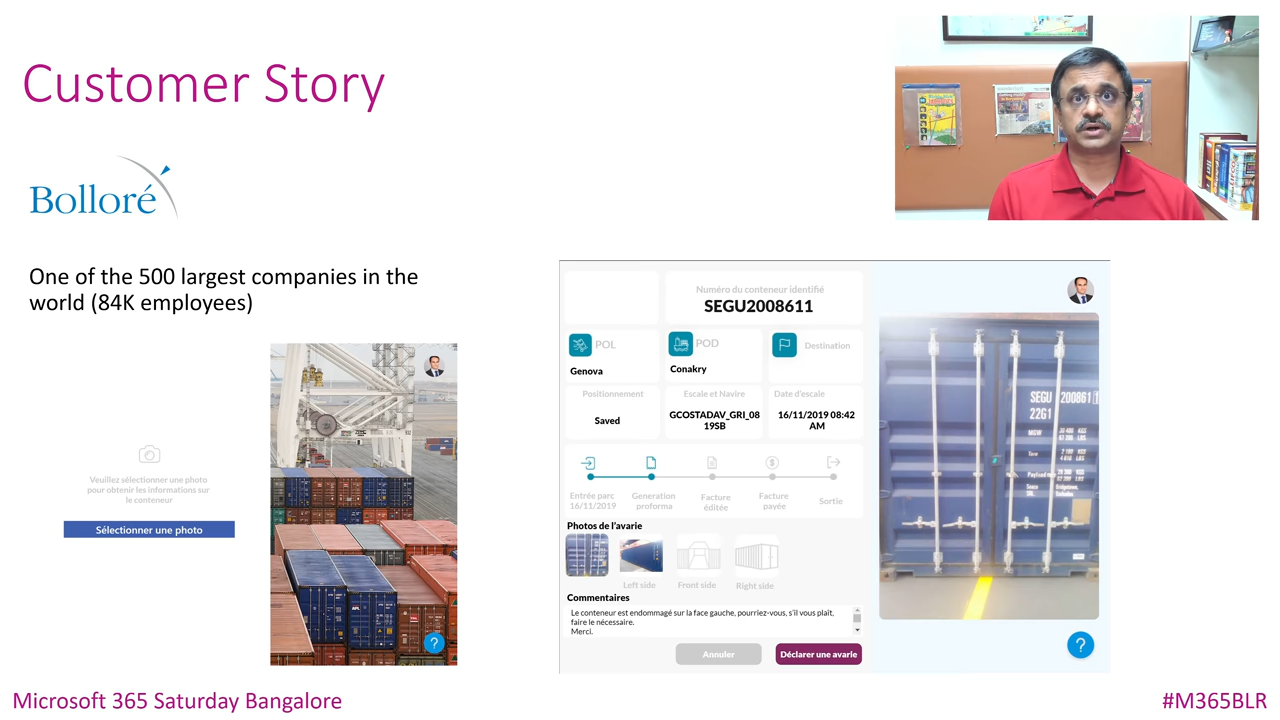 Customer Story
Bolloré
One of the 500 largest companies in the
world (84K employees)
Veuillez sélectionner une photo
pour obtenir les informations sur
le conteneur
Sélectionner une photo
APL
?
Numéro du conteneur identifié
SEGU2008611
POL
Genova
POD
Conakry
Destination
Positionnement
Saved
Escale et Navire
GCOSTADAV_GRI_08
19SB
Date d'escale
16/11/2019 08:42
AM
Entrée parc
16/11/2019
Generation
proforma
Facture
éditée
Facture
payée
Sortie
Photos de l'avarie
Left side
Front side
Right side
Commentaires
Le conteneur est endommagé sur la face gauche, pourriez-vous, s'il vous plaît,
faire le nécessaire.
Merci.
Annuler
Déclarer une avarie
SEGU 200861 1
22G1
?
Microsoft 365 Saturday Bangalore
#M365BLR